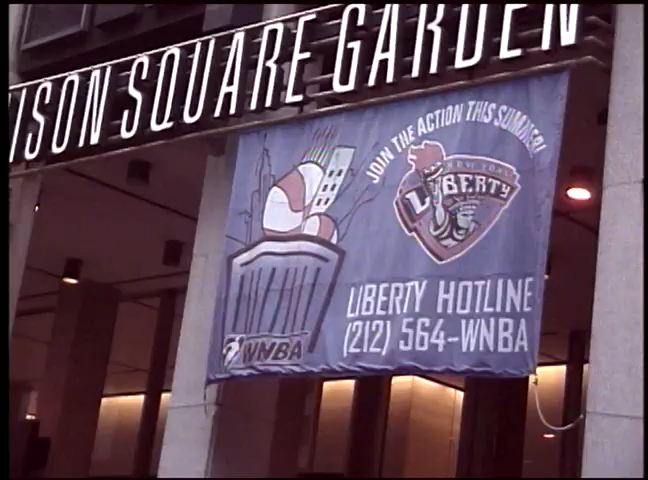 ISON SQUARE GARDEN
JOIN THE ACTION THIS SUMMER!
NEW YORK
LIBERTY
LIBERTY HOTLINE
(212) 564-WNBA
WNBA